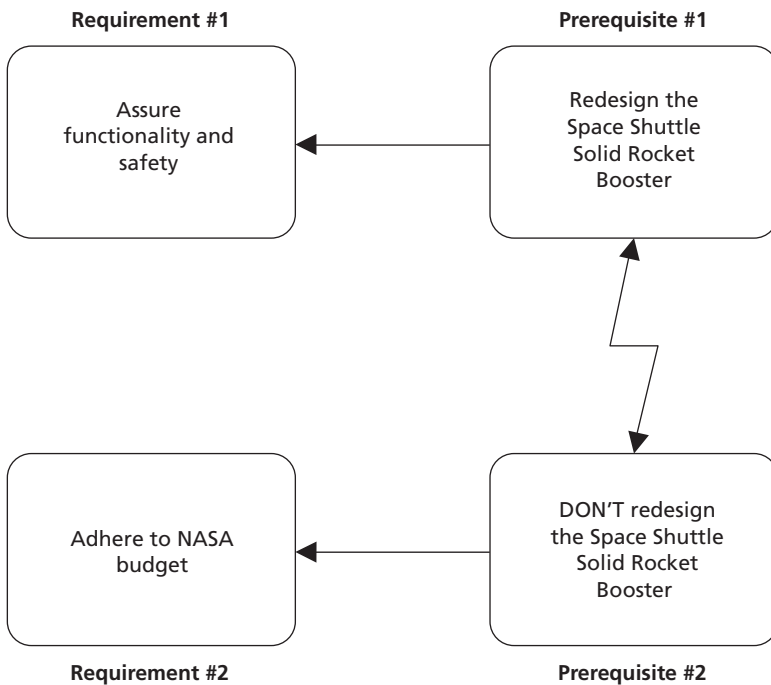 Requirement #1
Prerequisite #1
Assure
functionality and
safety
Redesign the
Space Shuttle
Solid Rocket
Booster
Adhere to NASA
budget
DON'T redesign
the Space Shuttle
Solid Rocket
Booster
Requirement #2
Prerequisite #2